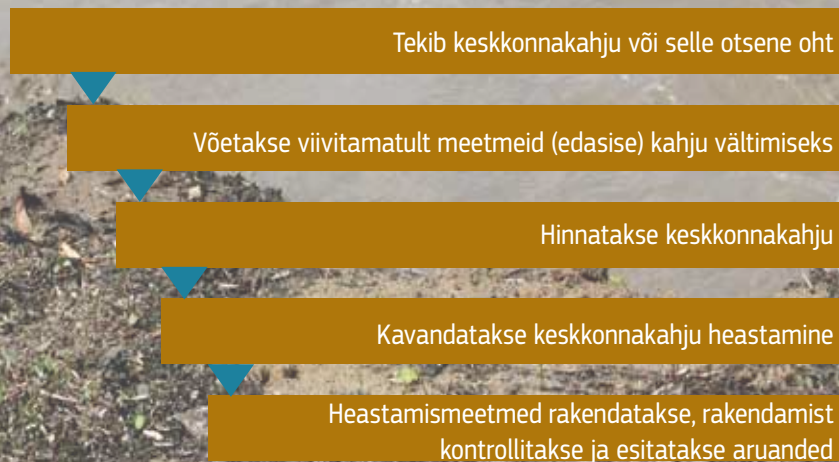 Tekib keskkonnakahju või selle otsene oht
Võetakse viivitamatult meetmeid (edasise) kahju vältimiseks
Hinnatakse keskkonnakahju
Kavandatakse keskkonnakahju heastamine
Heastamismeetmed rakendatakse, rakendamist
kontrollitakse ja esitatakse aruanded